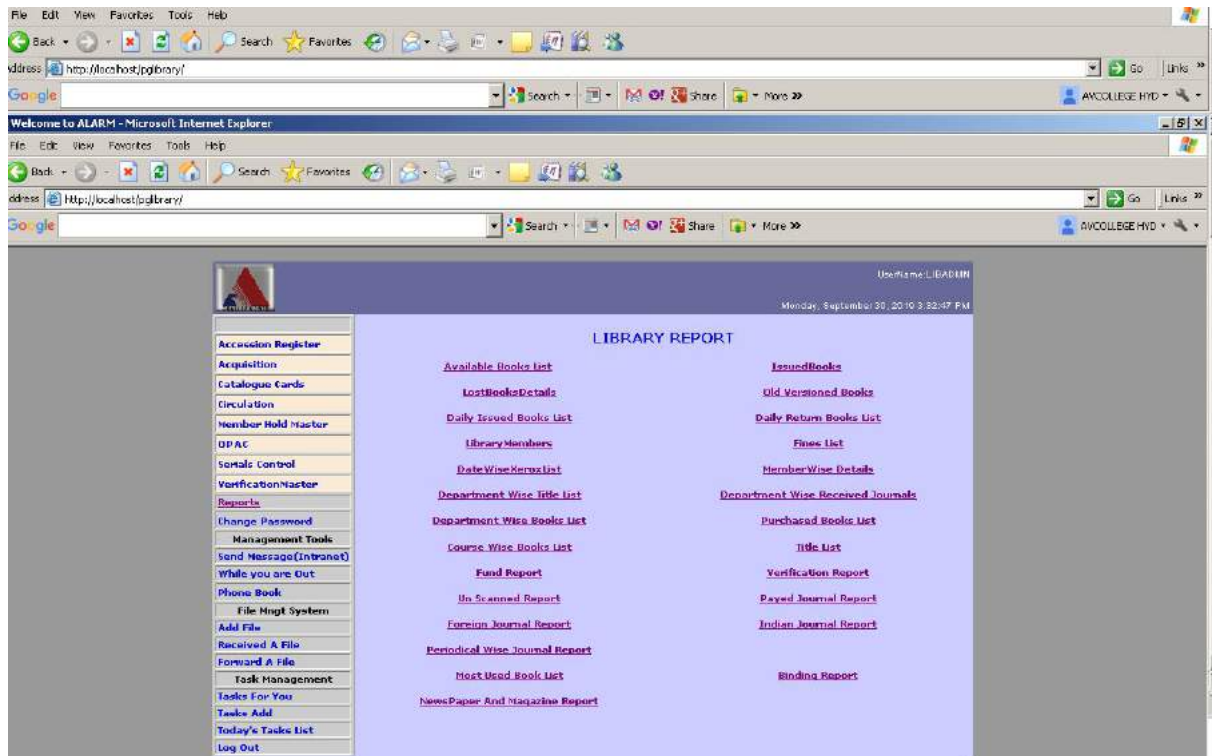 File Edit View Favorites Tools Help
Back Search Favorites
Address http://localhost/pglibrary/ Go Links »
Google Search Share More » AVCOLLEGE HYD
Welcome to ALARM - Microsoft Internet Explorer
File Edit View Favorites Tools Help
Back Search Favorites
ddress http://localhost/pglibrary/ Go Links »
Google Search Share More » AVCOLLEGE HYD
UserName:LIBADMN
Monday, September 30, 2010 3:32:47 PM
LIBRARY REPORT
Accession Register
Acquisition
Catalogue Cards
Circulation
Member Hold Master
OPAC
Serials Control
VerificationMaster
Reports
Change Password
Management Tools
Send Message(Intranet)
While you are Out
Phone Book
File Mngt System
Add File
Received A File
Forward A File
Task Management
Tasks For You
Tasks Add
Today's Tasks List
Log Out
Available Books List IssuedBooks
LostBooksDetails Old Versioned Books
Daily Issued Books List Daily Return Books List
LibraryMembers Fines List
DateWiseXeroxList MemberWise Details
Department Wise Title List Department Wise Received Journals
Department Wise Books List Purchased Books List
Course Wise Books List Title List
Fund Report Verification Report
Un Scanned Report Payed Journal Report
Foreign Journal Report Indian Journal Report
Periodical Wise Journal Report
Most Used Book List Binding Report
NewsPaper And Magazine Report